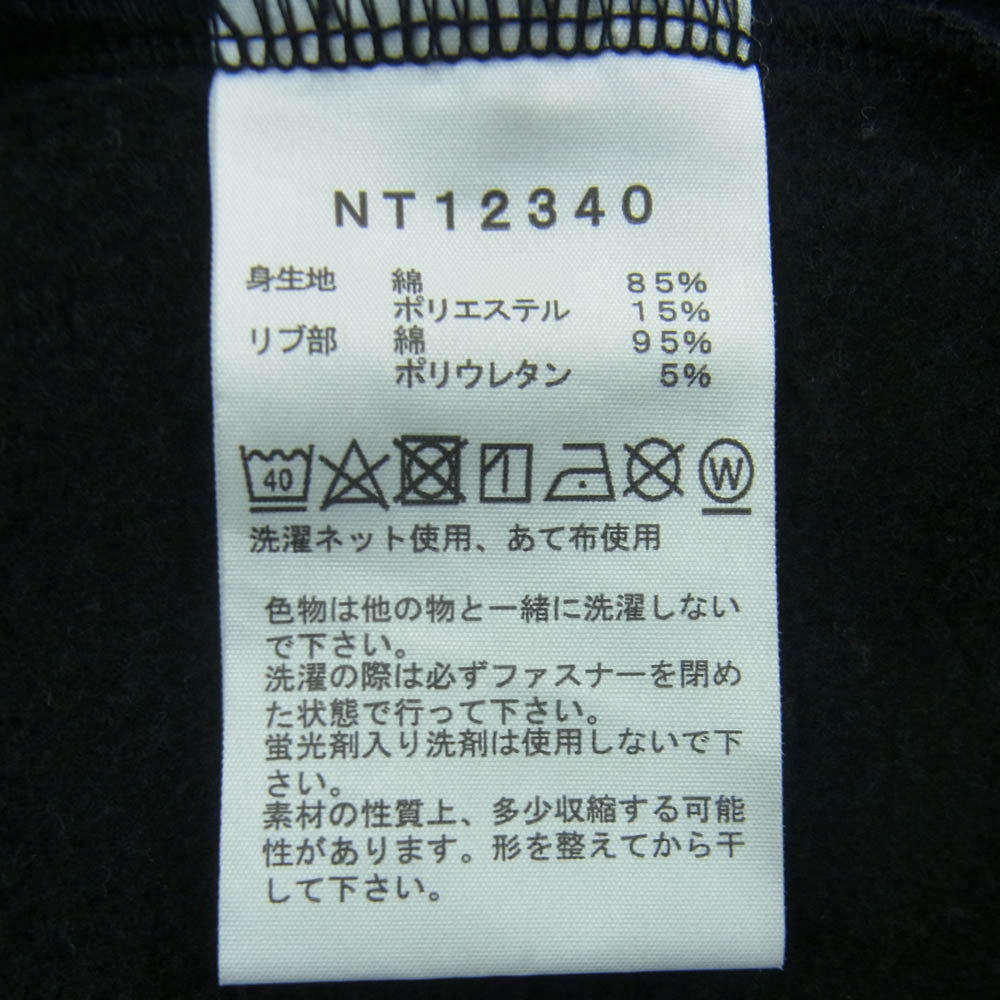 NT12340
身生地 綿 85%
ポリエステル 15%
リブ部 綿 95%
ポリウレタン 5%
40 W
洗濯ネット使用、あて布使用
色物は他の物と一緒に洗濯しない
で下さい。
洗濯の際は必ずファスナーを閉め
た状態で行って下さい。
蛍光剤入り洗剤は使用しないで下
さい。
素材の性質上、多少収縮する可能
性があります。形を整えてから干
して下さい。